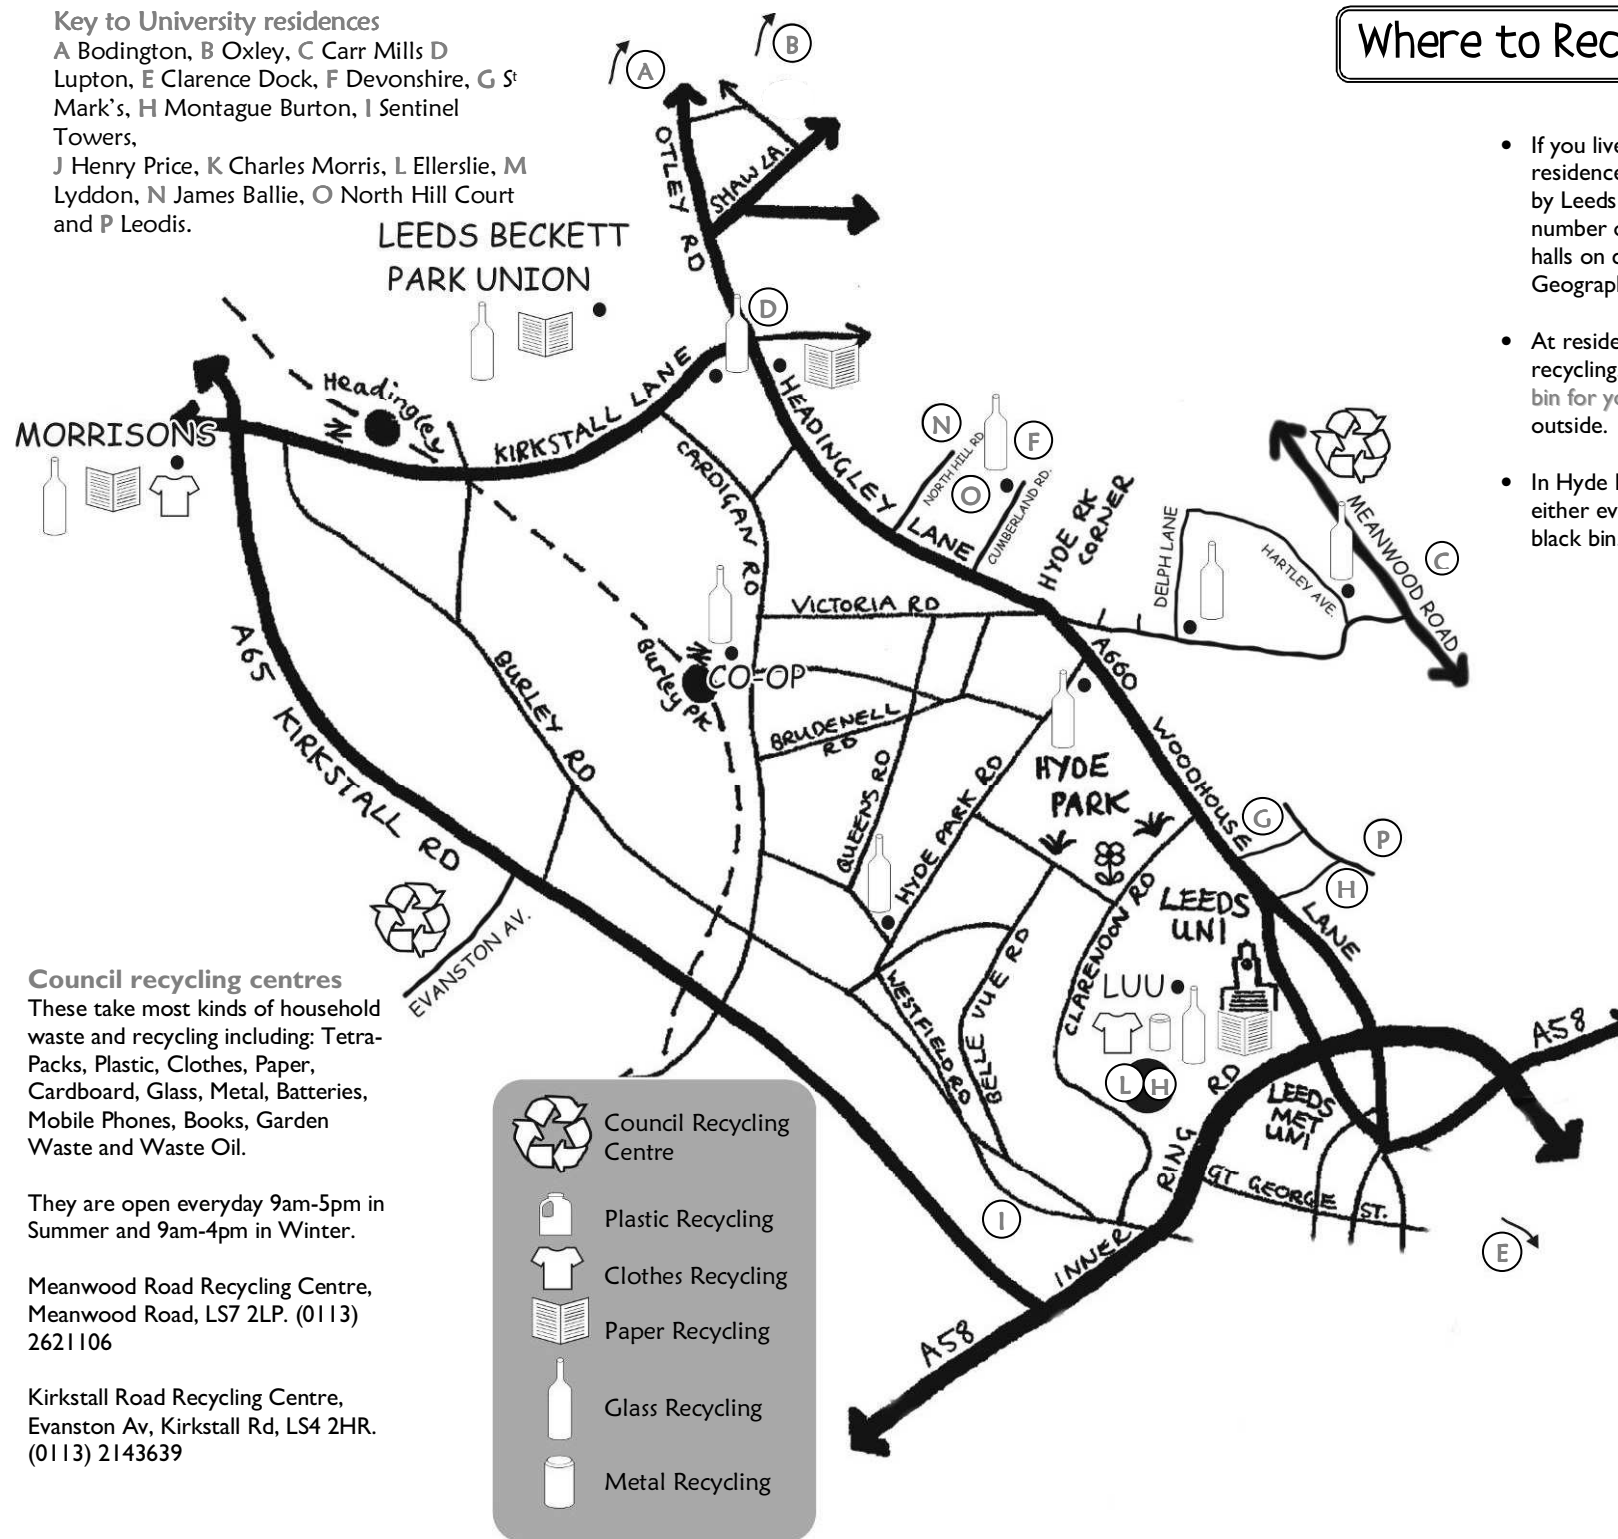 Key to University residences
A Bodington, B Oxley, C Carr Mills D
Lupton, E Clarence Dock, F Devonshire, G St
Mark's, H Montague Burton, I Sentinel
Towers,
J Henry Price, K Charles Morris, L Ellerslie, M
Lyddon, N James Ballie, O North Hill Court
and P Leodis.
Where to Rec
If you live
residence
by Leeds
number o
halls on c
Geograph
At reside
recycling
bin for yo
outside.
In Hyde P
either eve
black bin
A
B
OTLEY RD
SHAW LA.
LEEDS BECKETT
PARK UNION
D
Headingley
KIRKSTALL LANE
MORRISONS
HEADINGLEY
LANE
CARDIGAN RD
N
NORTH HILL RD
F
O
CUMBERLAND RD.
HYDE PK
CORNER
DELPH LANE
HARTLEY AVE.
MEANWOOD ROAD
C
VICTORIA RD
A65
KIRKSTALL RD
BURLEY RD
Burley PK
CO-OP
BRUDENELL
RD
QUEENS RD
HYDE PARK RD
A660
WOODHOUSE
LANE
HYDE
PARK
G
P
H
LEEDS
UNI
CLARENDON RD
EVANSTON AV.
WESTFIELD RD
BELLE VUE RD
LUU
L H
A58
LEEDS
MET
UNI
INNER RING RD
GT GEORGE ST.
I
E
A58
Council recycling centres
These take most kinds of household
waste and recycling including: Tetra-
Packs, Plastic, Clothes, Paper,
Cardboard, Glass, Metal, Batteries,
Mobile Phones, Books, Garden
Waste and Waste Oil.
They are open everyday 9am-5pm in
Summer and 9am-4pm in Winter.
Meanwood Road Recycling Centre,
Meanwood Road, LS7 2LP. (0113)
2621106
Kirkstall Road Recycling Centre,
Evanston Av, Kirkstall Rd, LS4 2HR.
(0113) 2143639
Council Recycling
Centre
Plastic Recycling
Clothes Recycling
Paper Recycling
Glass Recycling
Metal Recycling